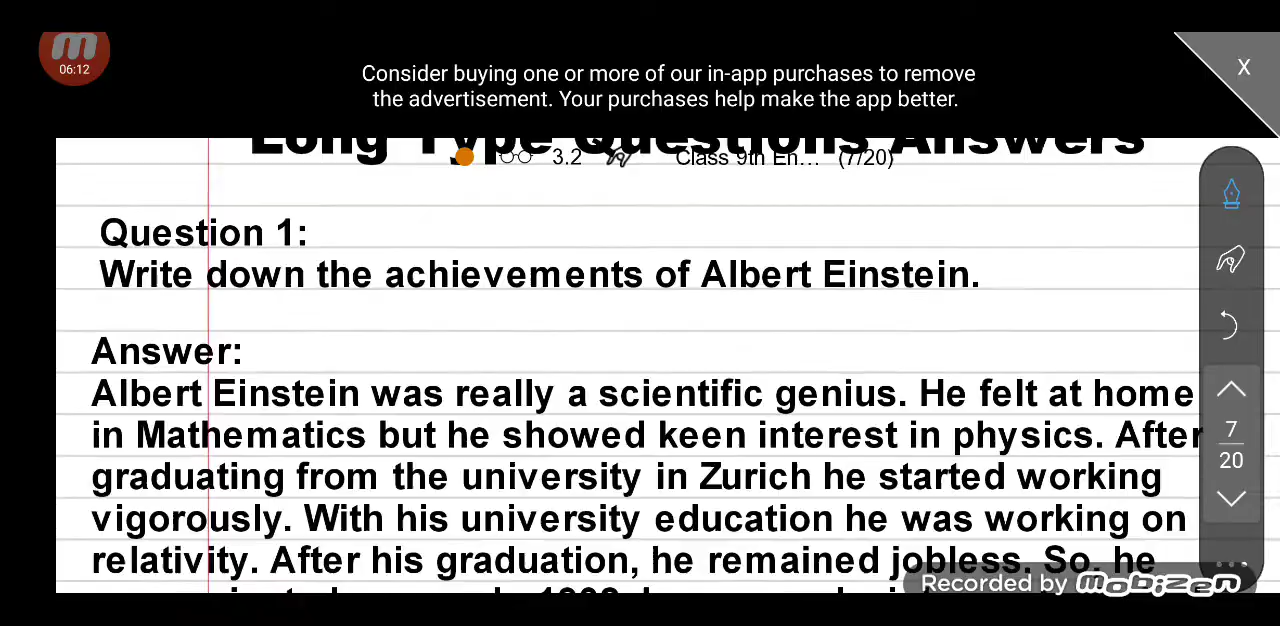 06:12
Consider buying one or more of our in-app purchases to remove
the advertisement. Your purchases help make the app better.
X
Long Type Questions Answers
3.2 Class 9th En... (7/20)
Question 1:
Write down the achievements of Albert Einstein.
Answer:
Albert Einstein was really a scientific genius. He felt at home
in Mathematics but he showed keen interest in physics. After
graduating from the university in Zurich he started working
vigorously. With his university education he was working on
relativity. After his graduation, he remained jobless. So, he
7
20
Recorded by mobizen